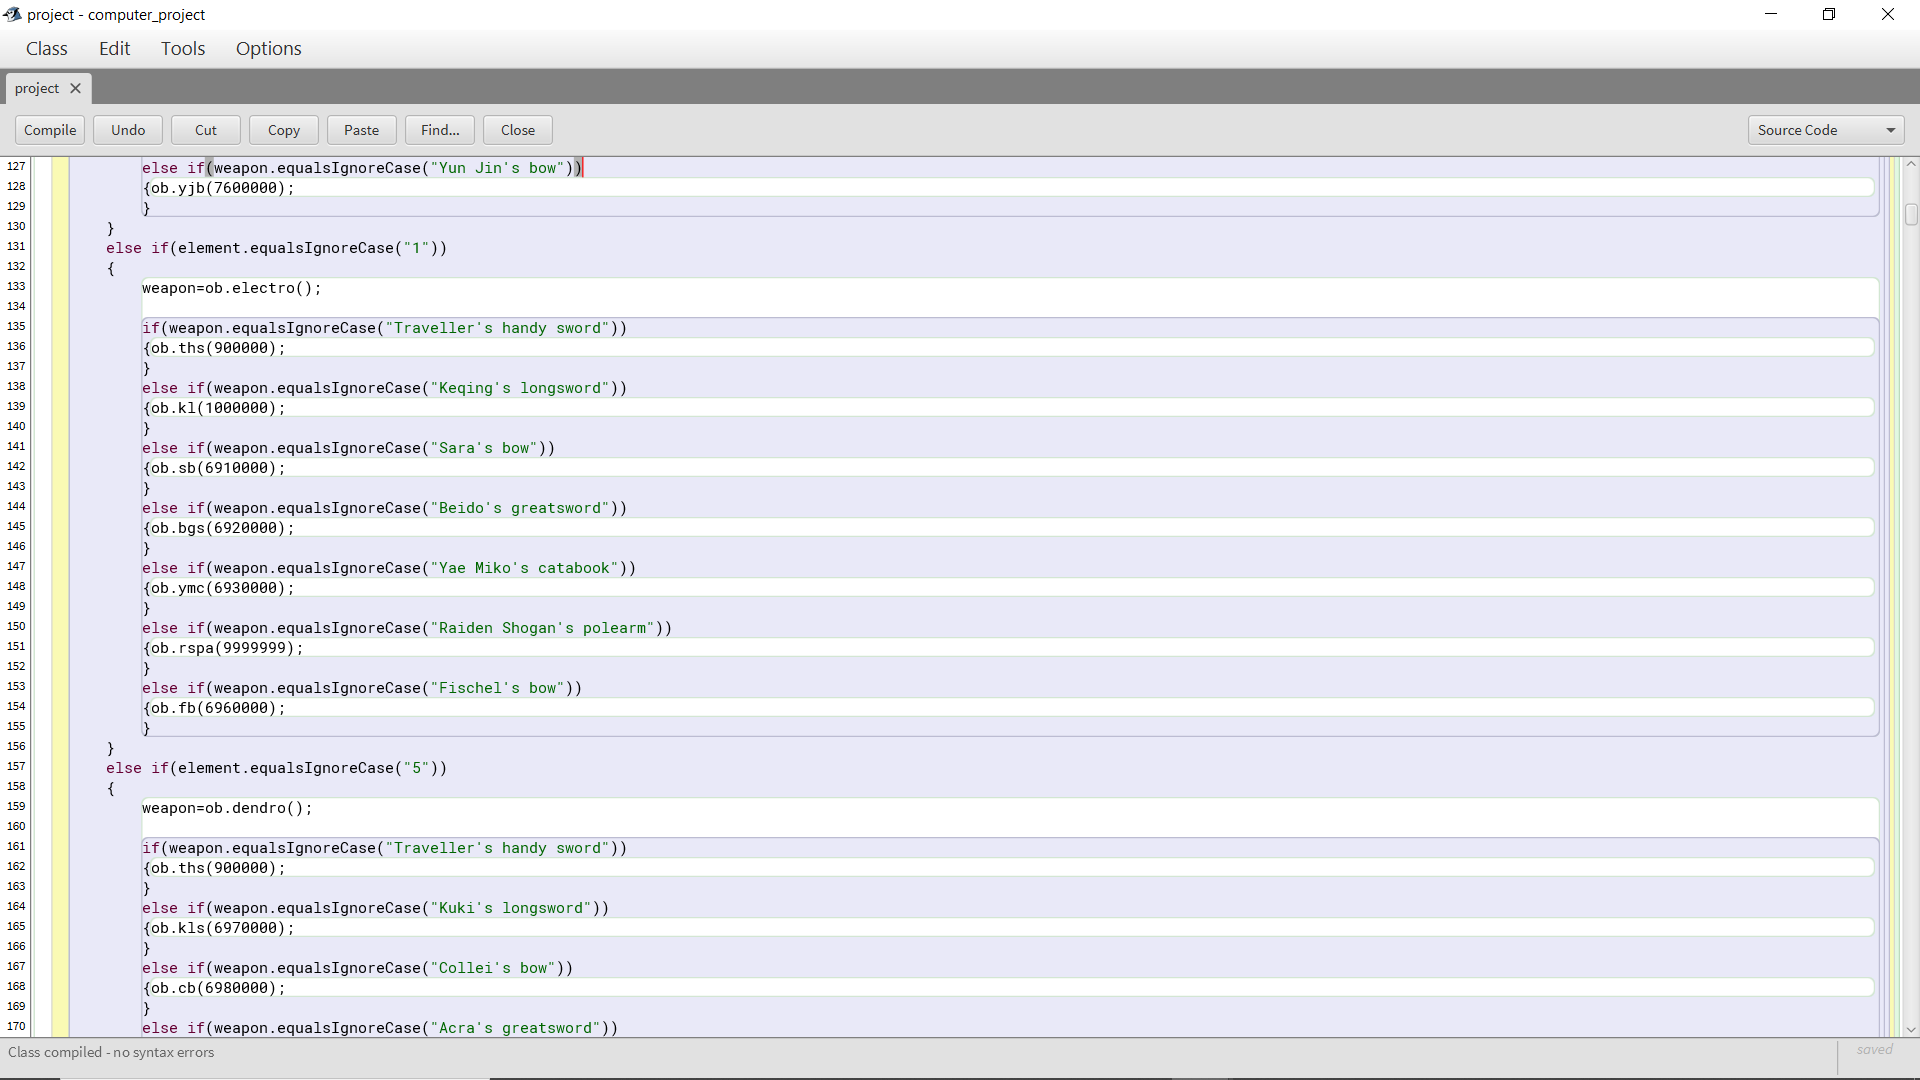 project - computer_project
Class Edit Tools Options
project
Compile Undo Cut Copy Paste Find... Close Source Code
127 else if(weapon.equalsIgnoreCase("Yun Jin's bow"))
128 {ob.yjb(7600000);
129 }
130 }
131 else if(element.equalsIgnoreCase("1"))
132 {
133 weapon=ob.electro();
134
135 if(weapon.equalsIgnoreCase("Traveller's handy sword"))
136 {ob.ths(900000);
137 }
138 else if(weapon.equalsIgnoreCase("Keqing's longsword"))
139 {ob.kl(1000000);
140 }
141 else if(weapon.equalsIgnoreCase("Sara's bow"))
142 {ob.sb(6910000);
143 }
144 else if(weapon.equalsIgnoreCase("Beido's greatsword"))
145 {ob.bgs(6920000);
146 }
147 else if(weapon.equalsIgnoreCase("Yae Miko's catabook"))
148 {ob.ymc(6930000);
149 }
150 else if(weapon.equalsIgnoreCase("Raiden Shogan's polearm"))
151 {ob.rspa(9999999);
152 }
153 else if(weapon.equalsIgnoreCase("Fischel's bow"))
154 {ob.fb(6960000);
155 }
156 }
157 else if(element.equalsIgnoreCase("5"))
158 {
159 weapon=ob.dendro();
160
161 if(weapon.equalsIgnoreCase("Traveller's handy sword"))
162 {ob.ths(900000);
163 }
164 else if(weapon.equalsIgnoreCase("Kuki's longsword"))
165 {ob.kls(6970000);
166 }
167 else if(weapon.equalsIgnoreCase("Collei's bow"))
168 {ob.cb(6980000);
169 }
170 else if(weapon.equalsIgnoreCase("Acra's greatsword"))
Class compiled - no syntax errors
saved